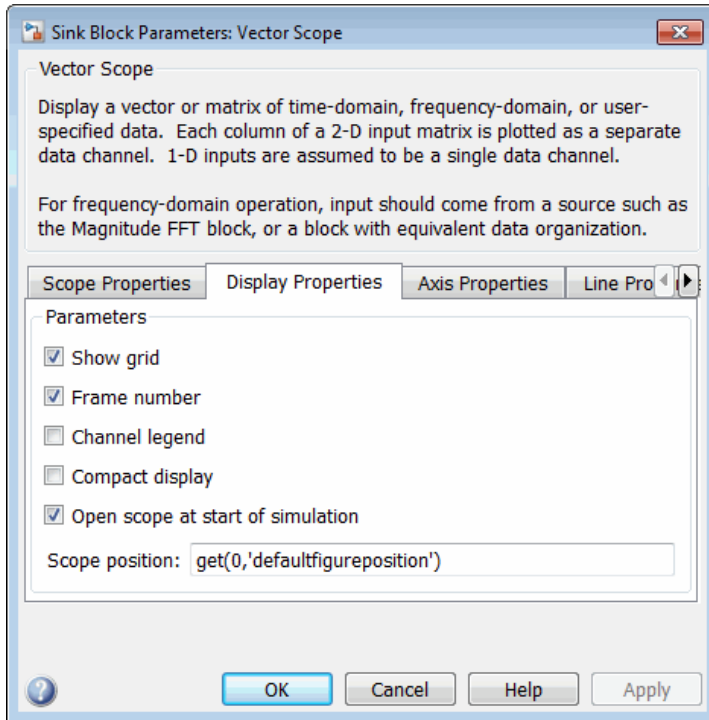 Sink Block Parameters: Vector Scope
Vector Scope
Display a vector or matrix of time-domain, frequency-domain, or user-
specified data.  Each column of a 2-D input matrix is plotted as a separate
data channel.  1-D inputs are assumed to be a single data channel.
For frequency-domain operation, input should come from a source such as
the Magnitude FFT block, or a block with equivalent data organization.
Scope Properties Display Properties Axis Properties Line Pro
Parameters
Show grid
Frame number
Channel legend
Compact display
Open scope at start of simulation
Scope position: get(0,'defaultfigureposition')
OK Cancel Help Apply